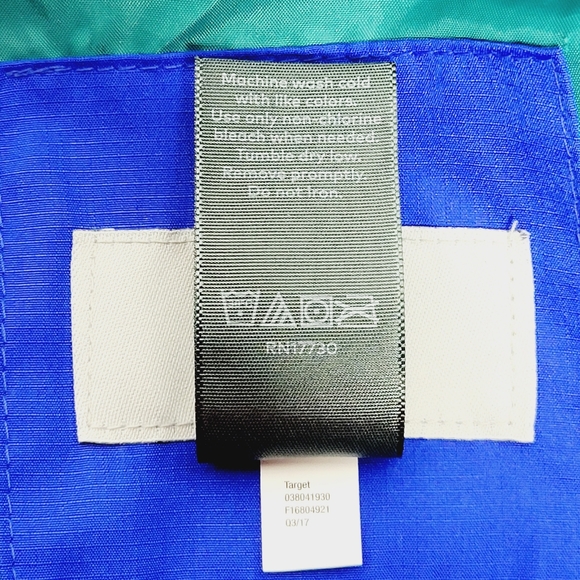 Machine wash cold
with like colors.
Use only non-chlorine
bleach when needed.
Tumble dry low.
Remove promptly.
Do not iron.
RN17730
Target
038041930
F16804921
03/17